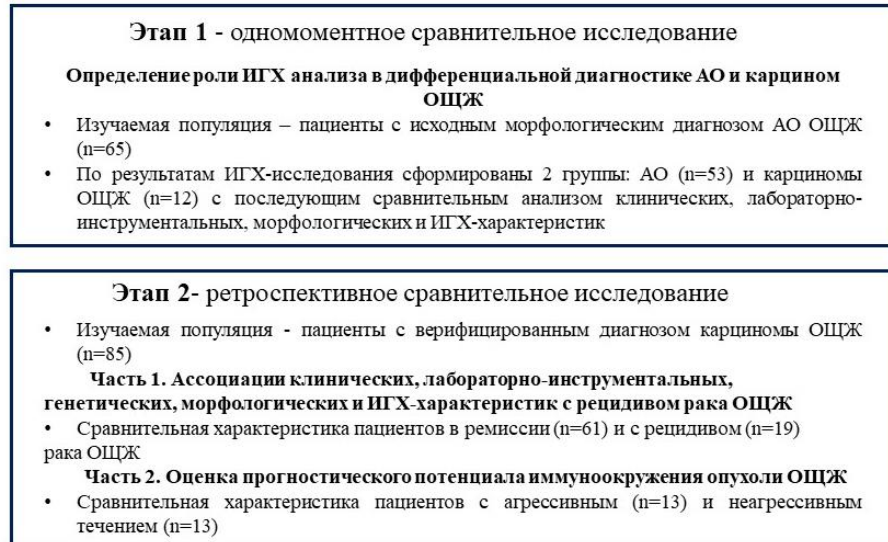 Этап 1 - одномоментное сравнительное исследование
Определение роли ИГХ анализа в дифференциальной диагностике АО и карцином
ОЩЖ
• Изучаемая популяция – пациенты с исходным морфологическим диагнозом АО ОЩЖ
(n=65)
• По результатам ИГХ-исследования сформированы 2 группы: АО (n=53) и карциномы
ОЩЖ (n=12) с последующим сравнительным анализом клинических, лабораторно-
инструментальных, морфологических и ИГХ-характеристик
Этап 2- ретроспективное сравнительное исследование
• Изучаемая популяция - пациенты с верифицированным диагнозом карциномы ОЩЖ
(n=85)
Часть 1. Ассоциации клинических, лабораторно-инструментальных,
генетических, морфологических и ИГХ-характеристик с рецидивом рака ОЩЖ
• Сравнительная характеристика пациентов в ремиссии (n=61) и с рецидивом (n=19)
рака ОЩЖ
Часть 2. Оценка прогностического потенциала иммуноокружения опухоли ОЩЖ
• Сравнительная характеристика пациентов с агрессивным (n=13) и неагрессивным
течением (n=13)